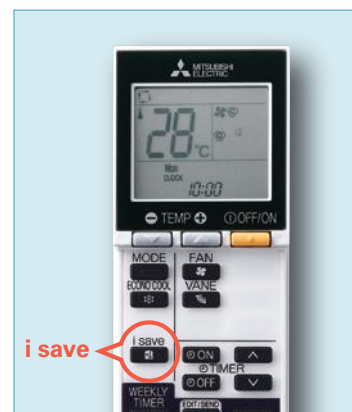 MITSUBISHI
ELECTRIC
28°C
MON
CLOCK
10:00
TEMP
OFF/ON
MODE
FAN
ECONO COOL
VANE
i save
i save
ON
TIMER
OFF
WEEKLY
TIMER
EDIT/SEND